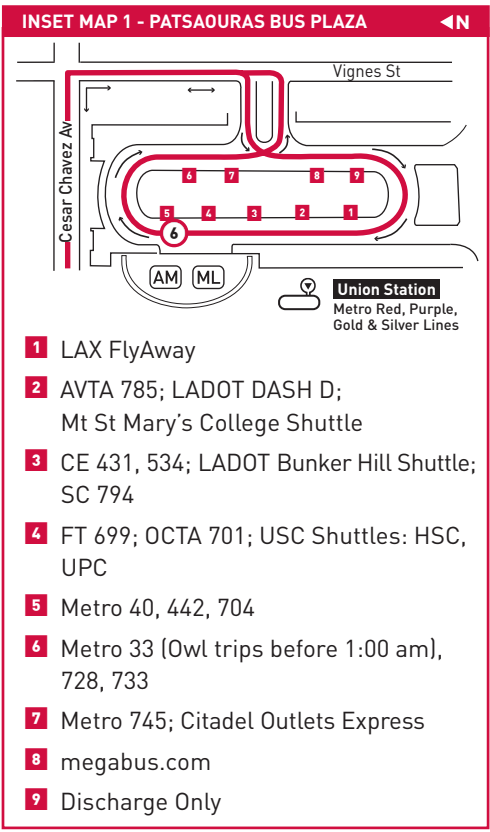 INSET MAP 1 - PATSAOURAS BUS PLAZA
N
Vignes St
Cesar Chavez Av
6 7 8 9
5 4 3 2 1
6
AM ML
Union Station
Metro Red, Purple,
Gold & Silver Lines
1 LAX FlyAway
2 AVTA 785; LADOT DASH D;
Mt St Mary's College Shuttle
3 CE 431, 534; LADOT Bunker Hill Shuttle;
SC 794
4 FT 699; OCTA 701; USC Shuttles: HSC,
UPC
5 Metro 40, 442, 704
6 Metro 33 (Owl trips before 1:00 am),
728, 733
7 Metro 745; Citadel Outlets Express
8 megabus.com
9 Discharge Only